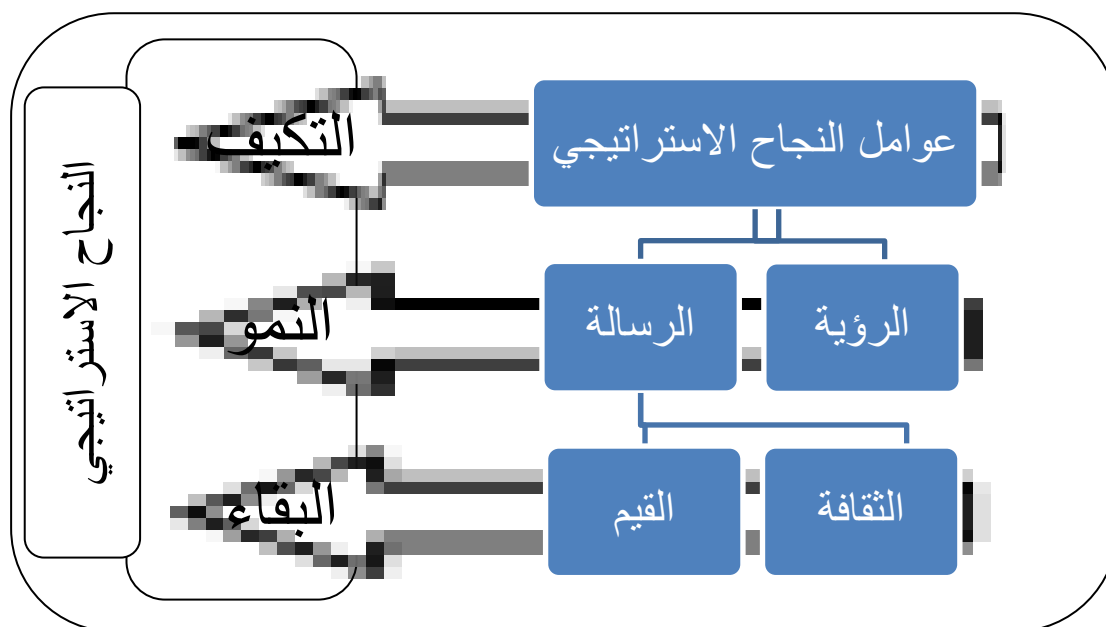 عوامل النجاح الاستراتيجي
التكيف
الرؤية
الرسالة
النمو
الثقافة
القيم
البقاء
النجاح الاستراتيجي